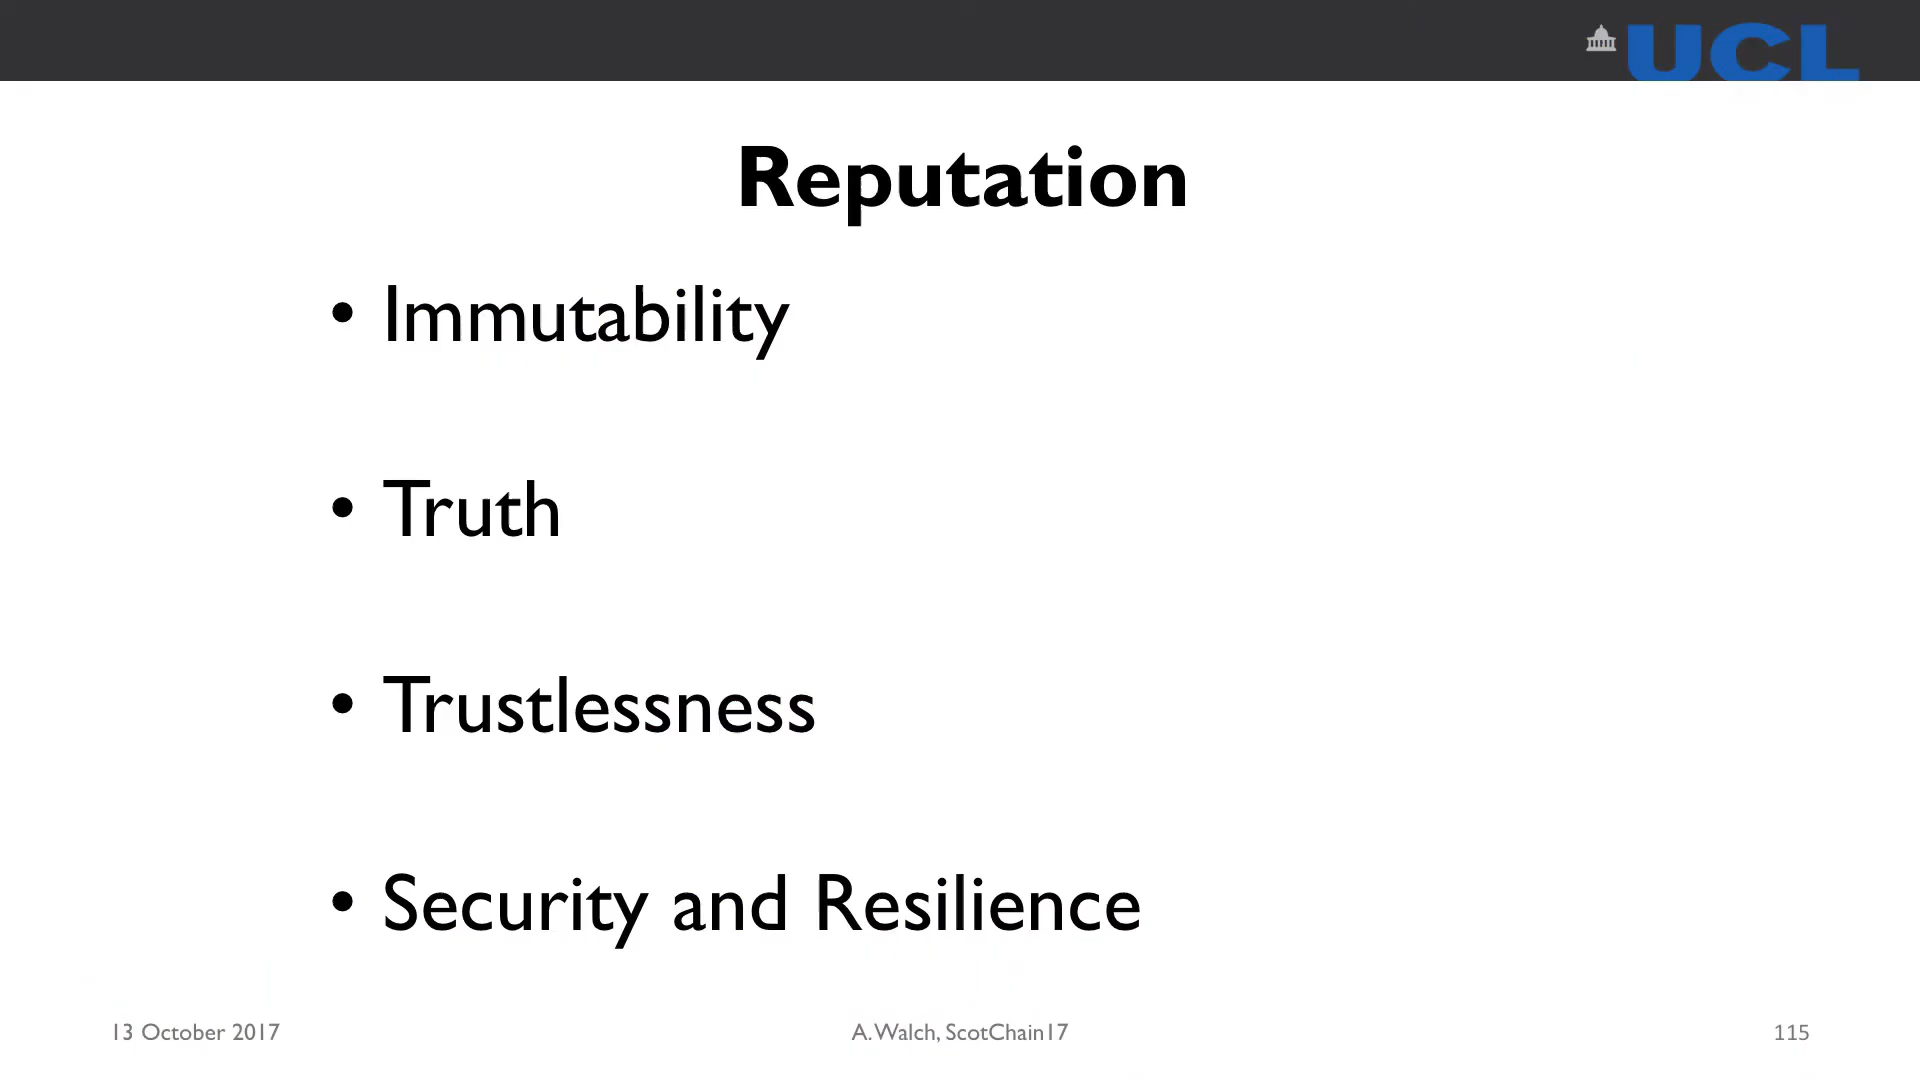 UCL
Reputation
• Immutability
• Truth
• Trustlessness
• Security and Resilience
13 October 2017
A. Walch, ScotChain17
115